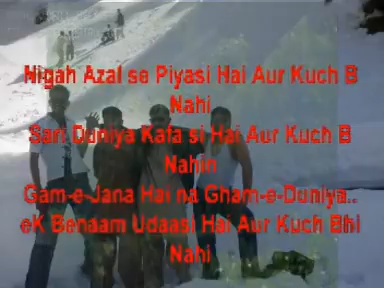 Nigah Azal se Piyasi Hai Aur Kuch B
Nahi
Sari Duniya Kafa si Hai Aur Kuch B
Nahin
Gam-e-Jana Hai na Gham-e-Duniya..
eK Benaam Udaasi Hai Aur Kuch Bhi
Nahi